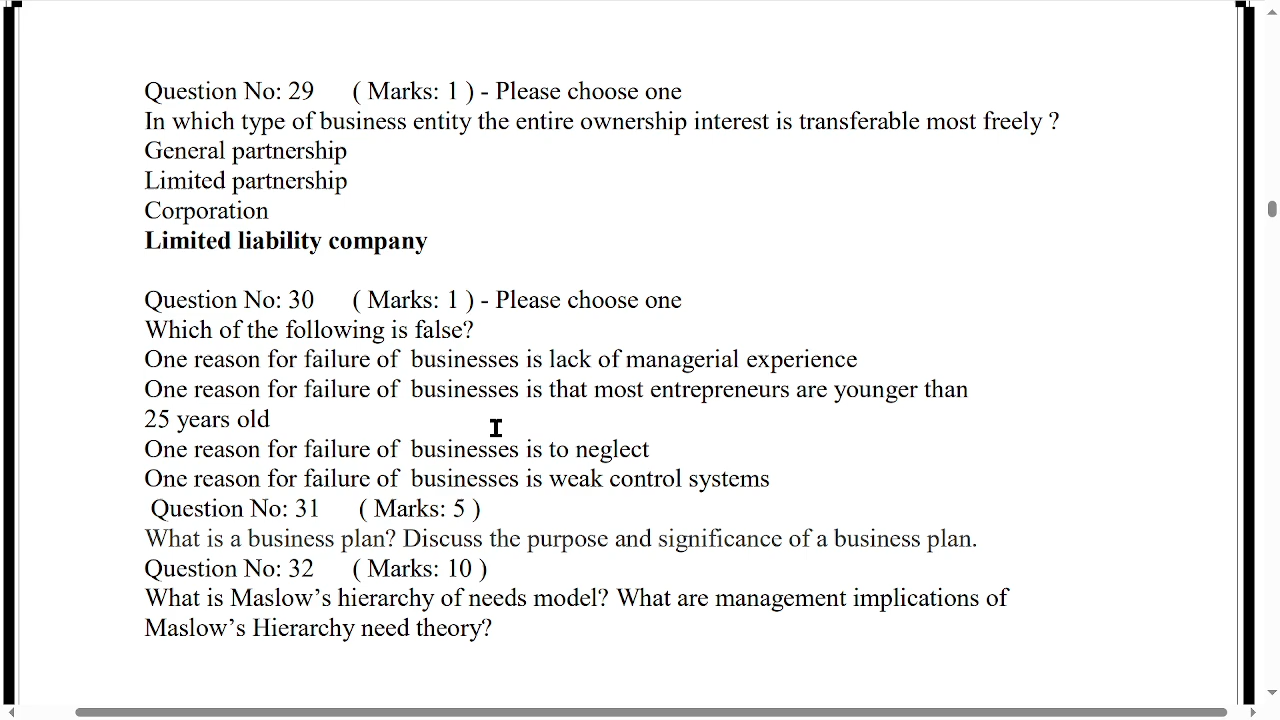 Question No: 29 ( Marks: 1 ) - Please choose one
In which type of business entity the entire ownership interest is transferable most freely ?
General partnership
Limited partnership
Corporation
Limited liability company
Question No: 30 ( Marks: 1 ) - Please choose one
Which of the following is false?
One reason for failure of businesses is lack of managerial experience
One reason for failure of businesses is that most entrepreneurs are younger than
25 years old
One reason for failure of businesses is to neglect
One reason for failure of businesses is weak control systems
Question No: 31 ( Marks: 5 )
What is a business plan? Discuss the purpose and significance of a business plan.
Question No: 32 ( Marks: 10 )
What is Maslow’s hierarchy of needs model? What are management implications of
Maslow’s Hierarchy need theory?